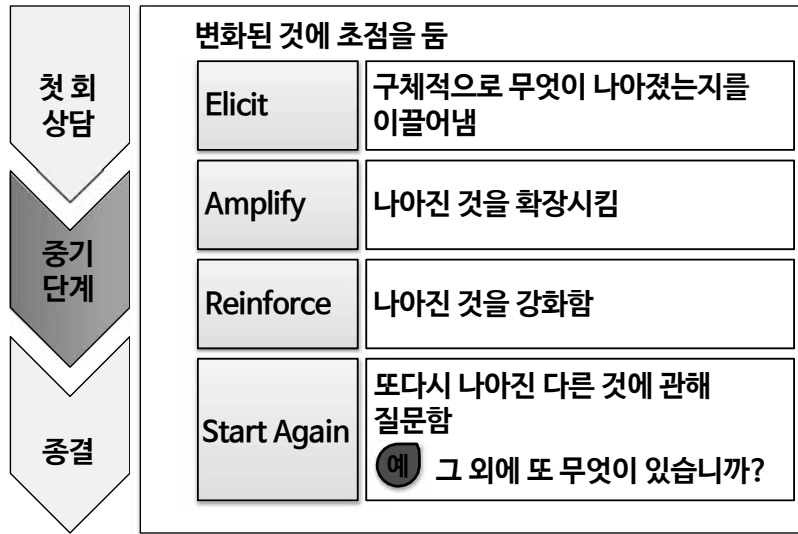 첫 회
상담
중기
단계
종결
변화된 것에 초점을 둠
Elicit
구체적으로 무엇이 나아졌는지를
이끌어냄
Amplify
나아진 것을 확장시킴
Reinforce
나아진 것을 강화함
Start Again
또다시 나아진 다른 것에 관해
질문함
예 그 외에 또 무엇이 있습니까?